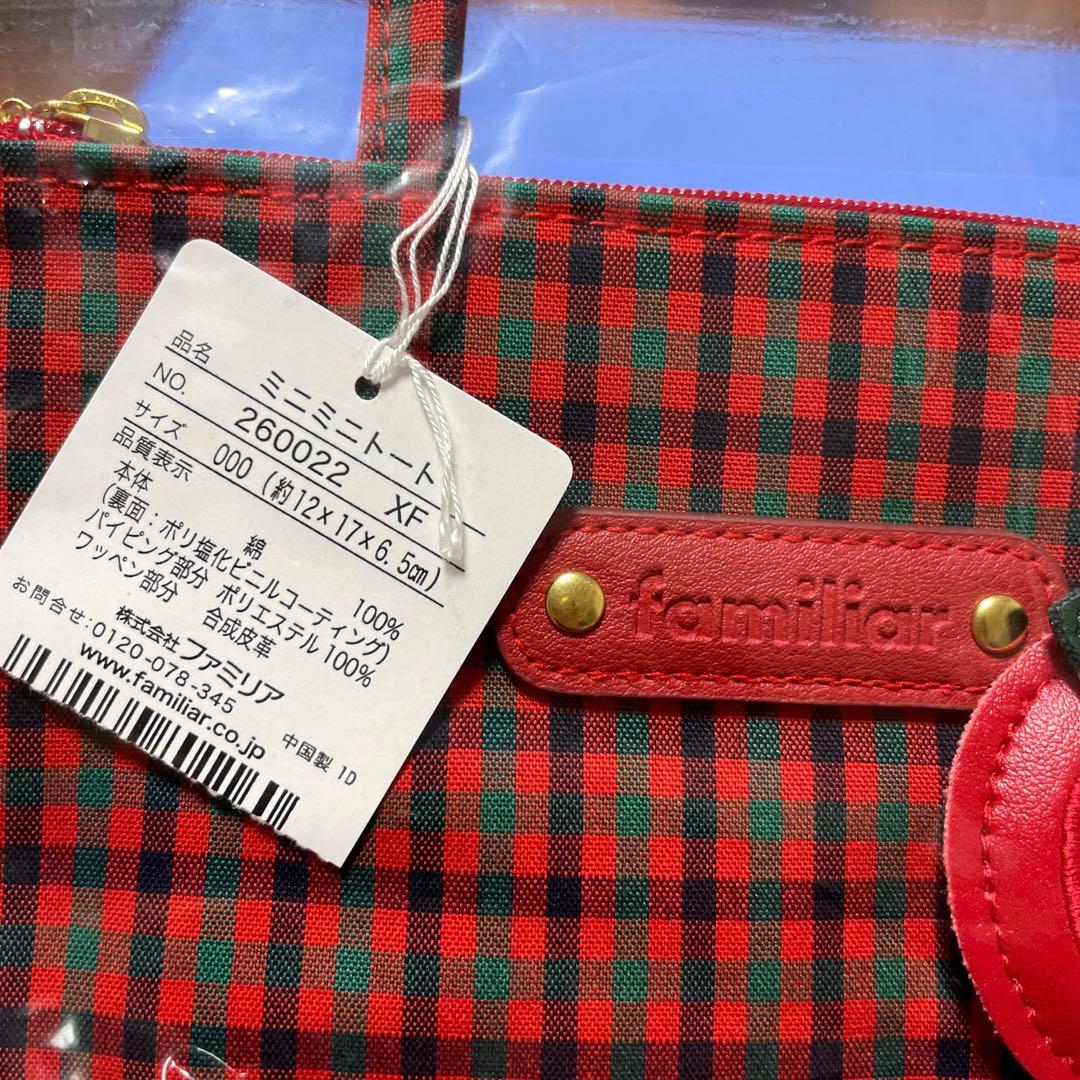 品名 ミニミニトート
NO. 260022 XF
サイズ 000 (約12×17×6.5cm)
品質表示
本体 綿 100%
(裏面:ポリ塩化ビニルコーティング)
パイピング部分 ポリエステル100%
ワッペン部分 合成皮革
株式会社ファミリア
お問合せ:0120-078-345
www.familiar.co.jp
中国製 1D
familiar